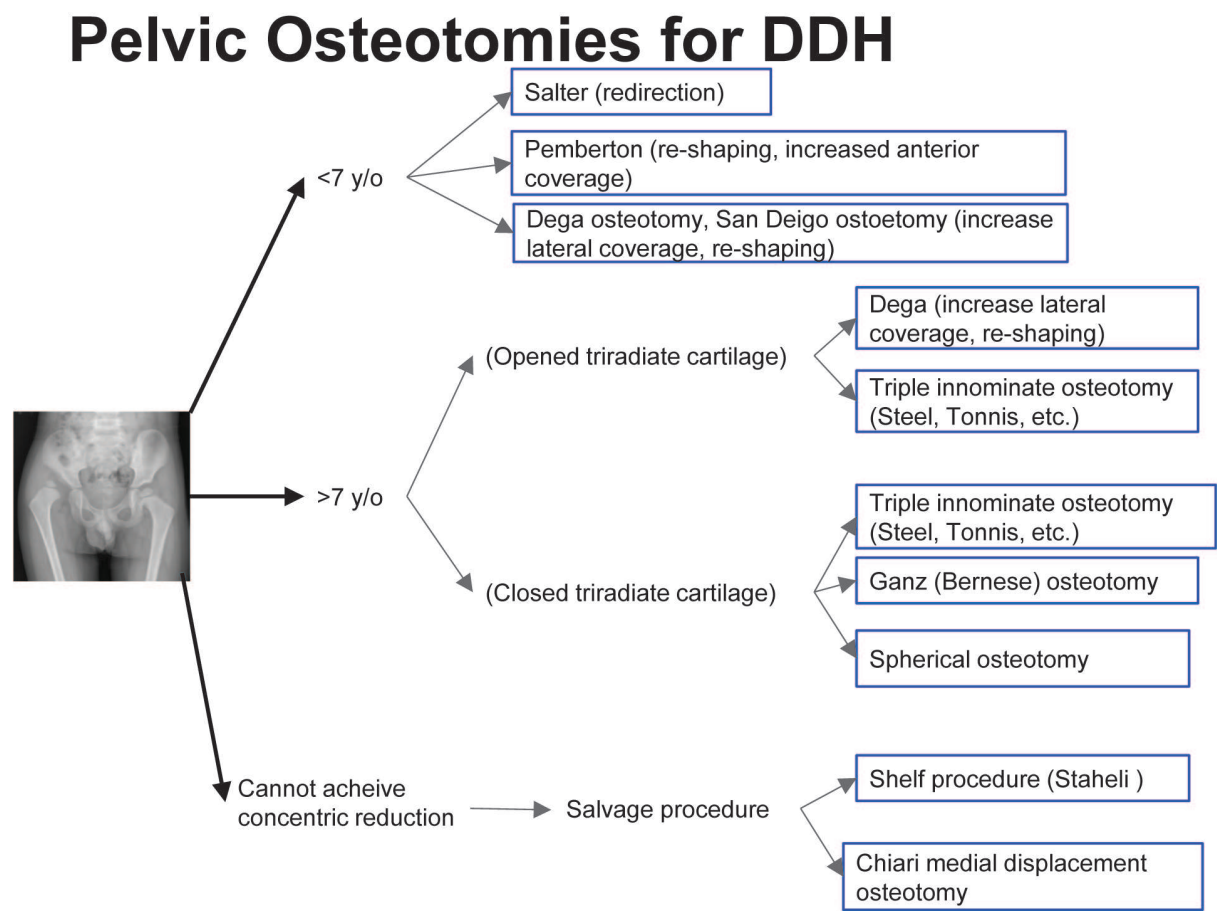 Pelvic Osteotomies for DDH
Salter (redirection)
<7 y/o
Pemberton (re-shaping, increased anterior
coverage)
Dega osteotomy, San Deigo ostoetomy (increase
lateral coverage, re-shaping)
>7 y/o
(Opened triradiate cartilage)
Dega (increase lateral
coverage, re-shaping)
Triple innominate osteotomy
(Steel, Tonnis, etc.)
(Closed triradiate cartilage)
Triple innominate osteotomy
(Steel, Tonnis, etc.)
Ganz (Bernese) osteotomy
Spherical osteotomy
Cannot acheive
concentric reduction
Salvage procedure
Shelf procedure (Staheli )
Chiari medial displacement
osteotomy